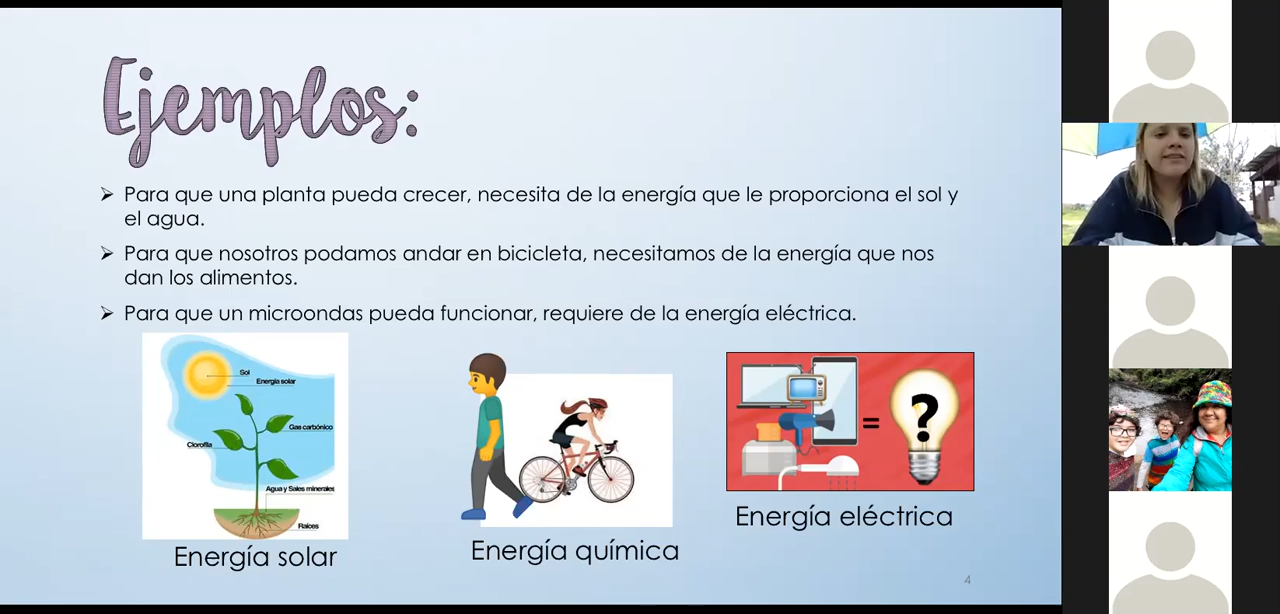 Ejemplos:
➢ Para que una planta pueda crecer, necesita de la energía que le proporciona el sol y
el agua.
➢ Para que nosotros podamos andar en bicicleta, necesitamos de la energía que nos
dan los alimentos.
➢ Para que un microondas pueda funcionar, requiere de la energía eléctrica.
Sol
Energía solar
Gas carbónico
Clorofila
Agua y Sales minerales
Raíces
Energía solar
Energía química
= ?
Energía eléctrica
4